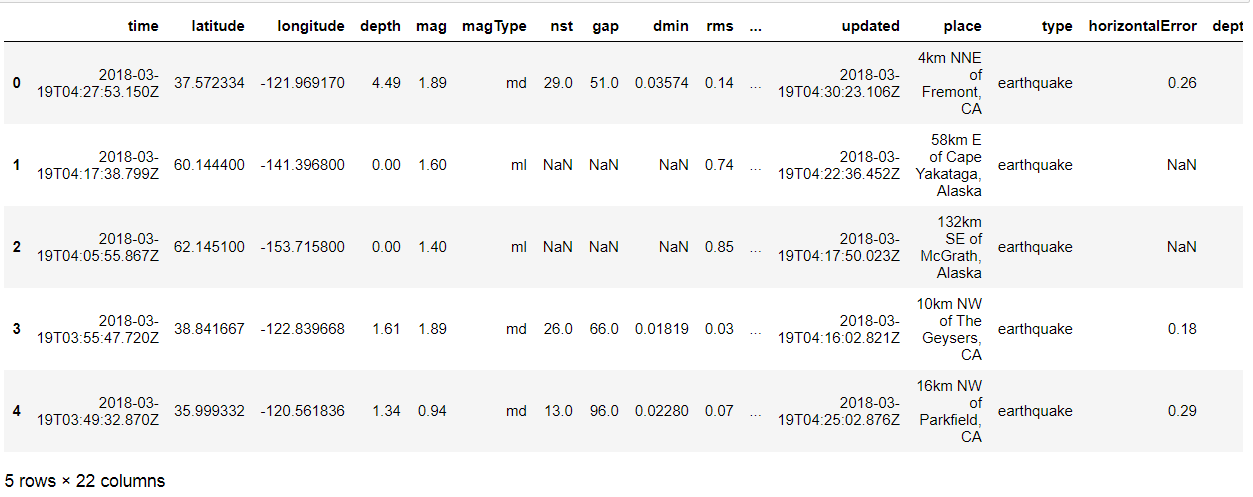 time latitude longitude depth mag magType nst gap dmin rms ... updated place type horizontalError dept
0 2018-03-19T04:27:53.150Z 37.572334 -121.969170 4.49 1.89 md 29.0 51.0 0.03574 0.14 ... 2018-03-19T04:30:23.106Z 4km NNE of Fremont, CA earthquake 0.26
1 2018-03-19T04:17:38.799Z 60.144400 -141.396800 0.00 1.60 ml NaN NaN NaN 0.74 ... 2018-03-19T04:22:36.452Z 58km E of Cape Yakataga, Alaska earthquake NaN
2 2018-03-19T04:05:55.867Z 62.145100 -153.715800 0.00 1.40 ml NaN NaN NaN 0.85 ... 2018-03-19T04:17:50.023Z 132km SE of McGrath, Alaska earthquake NaN
3 2018-03-19T03:55:47.720Z 38.841667 -122.839668 1.61 1.89 md 26.0 66.0 0.01819 0.03 ... 2018-03-19T04:16:02.821Z 10km NW of The Geysers, CA earthquake 0.18
4 2018-03-19T03:49:32.870Z 35.999332 -120.561836 1.34 0.94 md 13.0 96.0 0.02280 0.07 ... 2018-03-19T04:25:02.876Z 16km NW of Parkfield, CA earthquake 0.29
5 rows × 22 columns